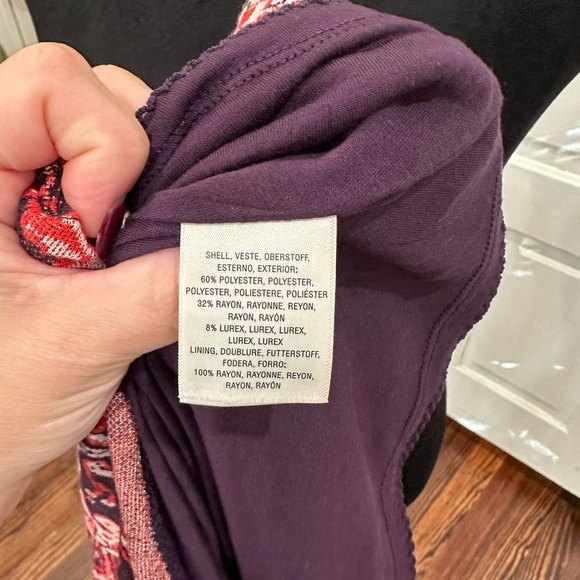 SHELL, VESTE, OBERSTOFF,
ESTERNO, EXTERIOR:
60% POLYESTER, POLYESTER,
POLYESTER, POLIESTERE, POLIÉSTER
32% RAYON, RAYONNE, REYON,
RAYON, RAYÓN
8% LUREX, LUREX, LUREX,
LUREX, LUREX
LINING, DOUBLURE, FUTTERSTOFF,
FODERA, FORRO:
100% RAYON, RAYONNE, REYON,
RAYON, RAYÓN